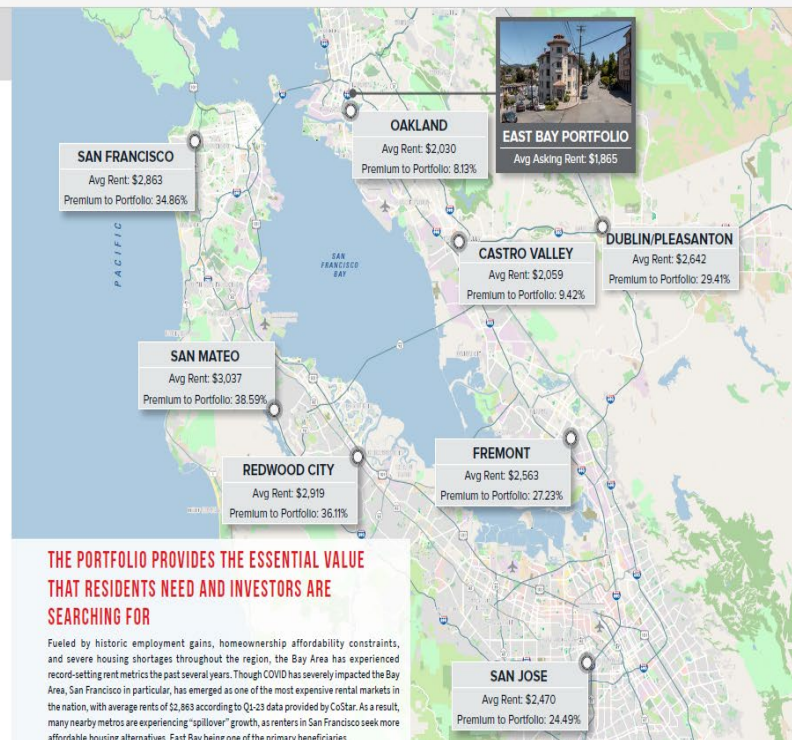 OAKLAND
Avg Rent: $2,030
Premium to Portfolio: 8.13%
EAST BAY PORTFOLIO
Avg Asking Rent: $1,865
SAN FRANCISCO
Avg Rent: $2,863
Premium to Portfolio: 34.86%
PACIFIC
SAN
FRANCISCO
BAY
CASTRO VALLEY
Avg Rent: $2,059
Premium to Portfolio: 9.42%
DUBLIN/PLEASANTON
Avg Rent: $2,642
Premium to Portfolio: 29.41%
SAN MATEO
Avg Rent: $3,037
Premium to Portfolio: 38.59%
REDWOOD CITY
Avg Rent: $2,919
Premium to Portfolio: 36.11%
FREMONT
Avg Rent: $2,563
Premium to Portfolio: 27.23%
THE PORTFOLIO PROVIDES THE ESSENTIAL VALUE
THAT RESIDENTS NEED AND INVESTORS ARE
SEARCHING FOR
Fueled by historic employment gains, homeownership affordability constraints,
and severe housing shortages throughout the region, the Bay Area has experienced
record-setting rent metrics the past several years. Though COVID has severely impacted the Bay
Area, San Francisco in particular, has emerged as one of the most expensive rental markets in
the nation, with average rents of $2,863 according to Q1-23 data provided by CoStar. As a result,
many nearby metros are experiencing “spillover” growth, as renters in San Francisco seek more
affordable housing alternatives, East Bay being one of the primary beneficiaries.
SAN JOSE
Avg Rent: $2,470
Premium to Portfolio: 24.49%